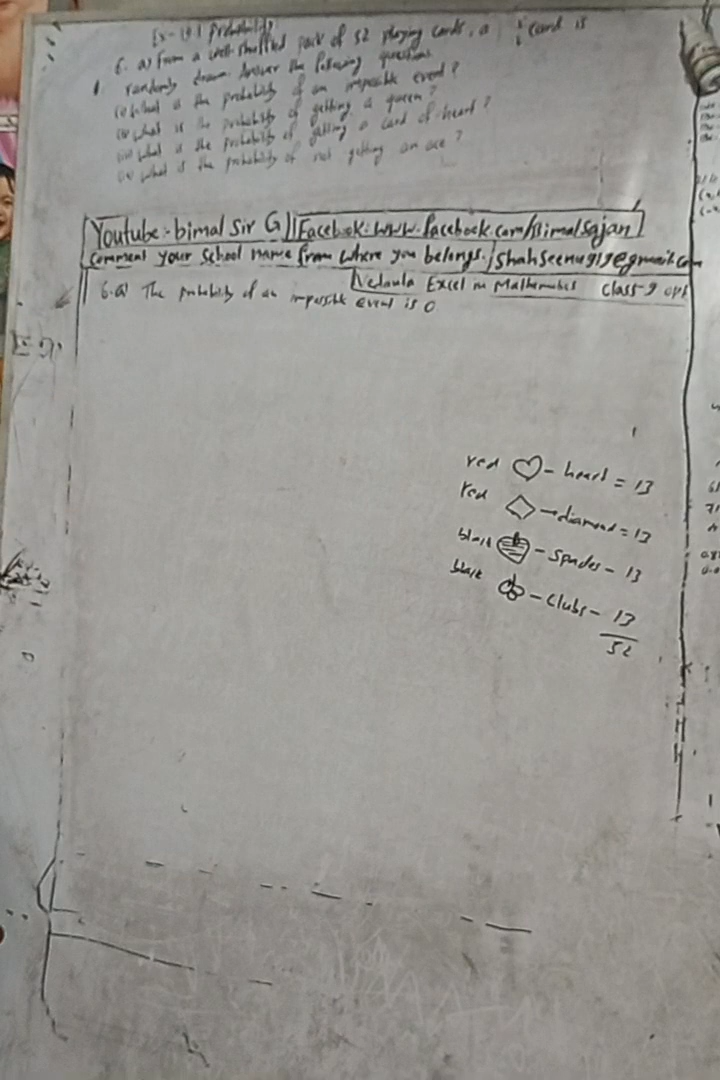 probability
6. a) From a well shuffled pack of 52 playing cards, a card is
randomly drawn Answer the following questions
(i) What is the probability of an impossible event?
(ii) what is the probability of getting a queen?
(iii) what is the probability of getting a card of heart?
(iv) what is the probability of not getting an ace?
Youtube:-bimal Sir G Facebook:-www.facebook.com/bimalsajan
Comment your School name from where you belongs.
Vedanta Excel in Mathematics class-9 opt
6.a) The probability of an impossible event is 0
red ♡ - heart = 13
red ◇ - diamond = 13
black - Spades - 13
black - Clubs - 13
52